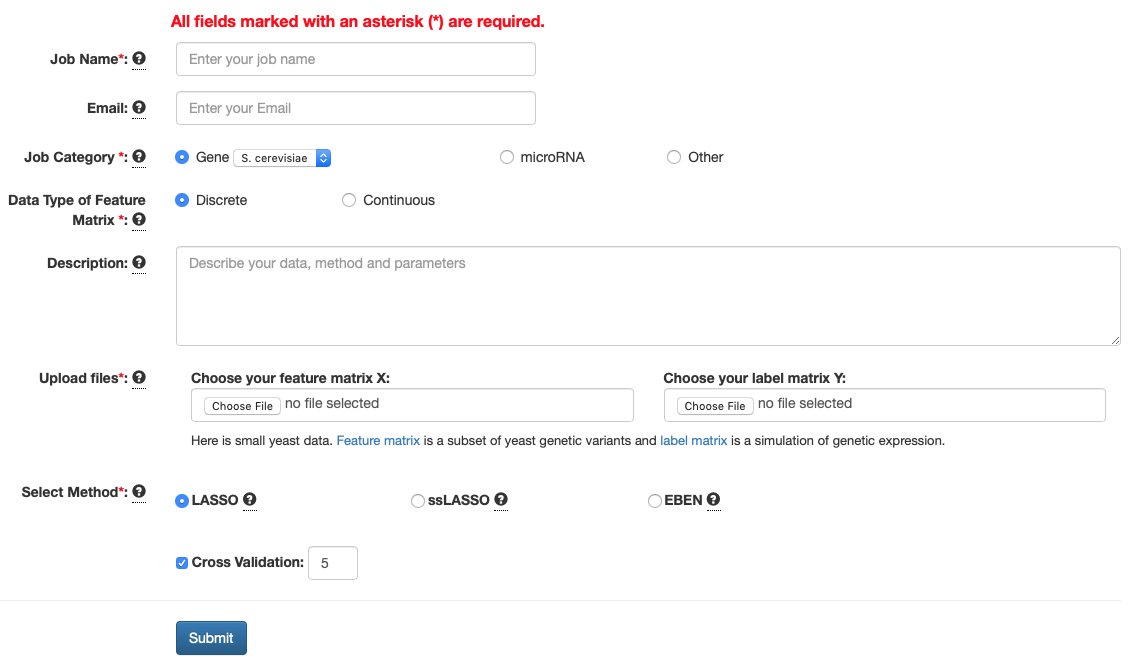 All fields marked with an asterisk (*) are required.
Job Name*: ?
Enter your job name
Email: ?
Enter your Email
Job Category *: ?
Gene S. cerevisiae microRNA Other
Data Type of Feature
Matrix *: ?
Discrete Continuous
Description: ?
Describe your data, method and parameters
Upload files*: ?
Choose your feature matrix X: Choose your label matrix Y:
Choose File no file selected Choose File no file selected
Here is small yeast data. Feature matrix is a subset of yeast genetic variants and label matrix is a simulation of genetic expression.
Select Method*: ?
LASSO ? ssLASSO ? EBEN ?
Cross Validation: 5
Submit